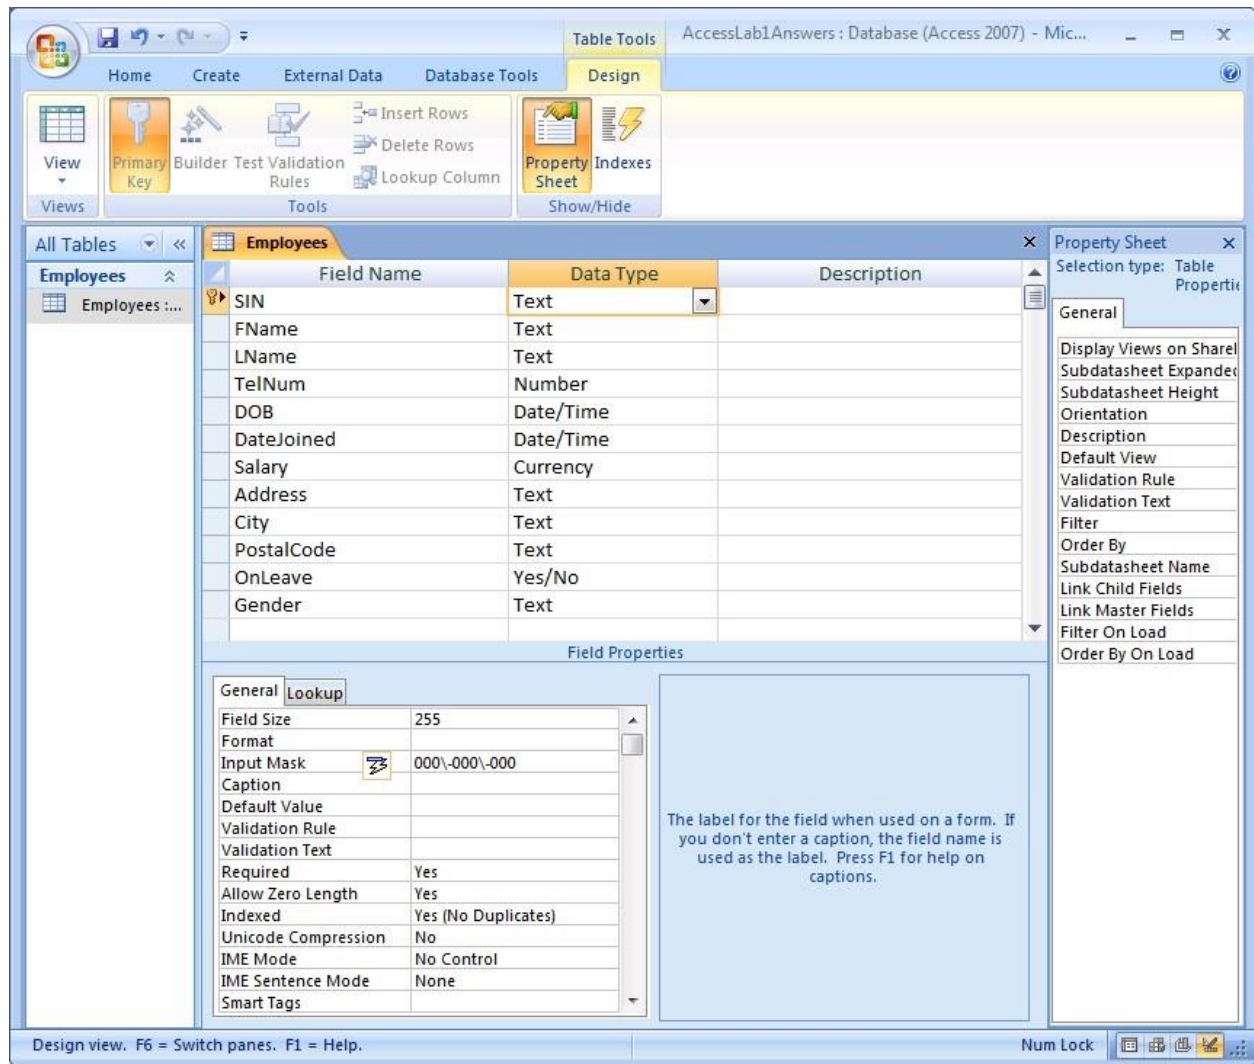 Table Tools
AccessLab1Answers : Database (Access 2007) - Mic...
Home Create External Data Database Tools Design
View
Primary Key
Builder
Test Validation Rules
Insert Rows
Delete Rows
Lookup Column
Property Sheet
Indexes
Views Tools Show/Hide
All Tables
Employees
Employees :...
Employees
Field Name Data Type Description
SIN Text
FName Text
LName Text
TelNum Number
DOB Date/Time
DateJoined Date/Time
Salary Currency
Address Text
City Text
PostalCode Text
OnLeave Yes/No
Gender Text
Field Properties
General Lookup
Field Size 255
Format
Input Mask 000\-000\-000
Caption
Default Value
Validation Rule
Validation Text
Required Yes
Allow Zero Length Yes
Indexed Yes (No Duplicates)
Unicode Compression No
IME Mode No Control
IME Sentence Mode None
Smart Tags
The label for the field when used on a form. If
you don't enter a caption, the field name is
used as the label. Press F1 for help on
captions.
Property Sheet
Selection type: Table
Propertie
General
Display Views on Sharel
Subdatasheet Expanded
Subdatasheet Height
Orientation
Description
Default View
Validation Rule
Validation Text
Filter
Order By
Subdatasheet Name
Link Child Fields
Link Master Fields
Filter On Load
Order By On Load
Design view. F6 = Switch panes. F1 = Help.
Num Lock